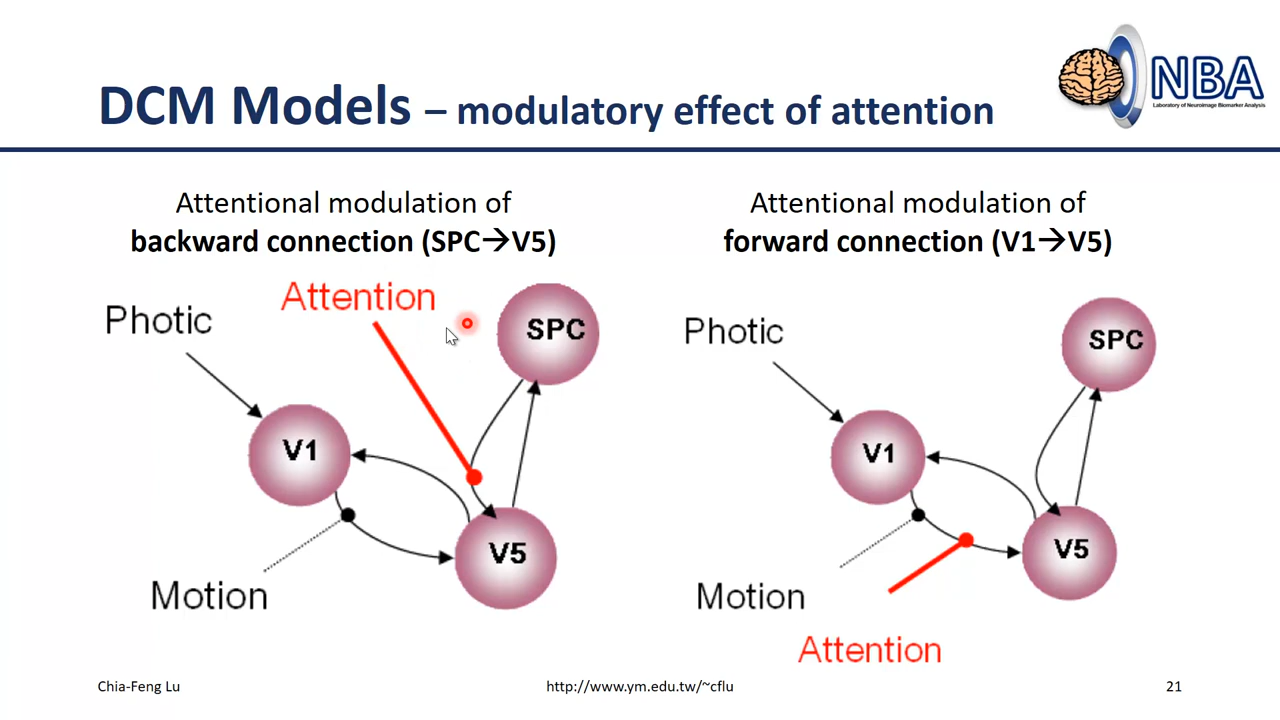 DCM Models – modulatory effect of attention
NBA
Laboratory of Neuroimage Biomarker Analysis
Attentional modulation of
backward connection (SPC→V5)
Attention
Photic
SPC
V1
V5
Motion
Attentional modulation of
forward connection (V1→V5)
Photic
SPC
V1
V5
Motion
Attention
Chia-Feng Lu
http://www.ym.edu.tw/~cflu
21